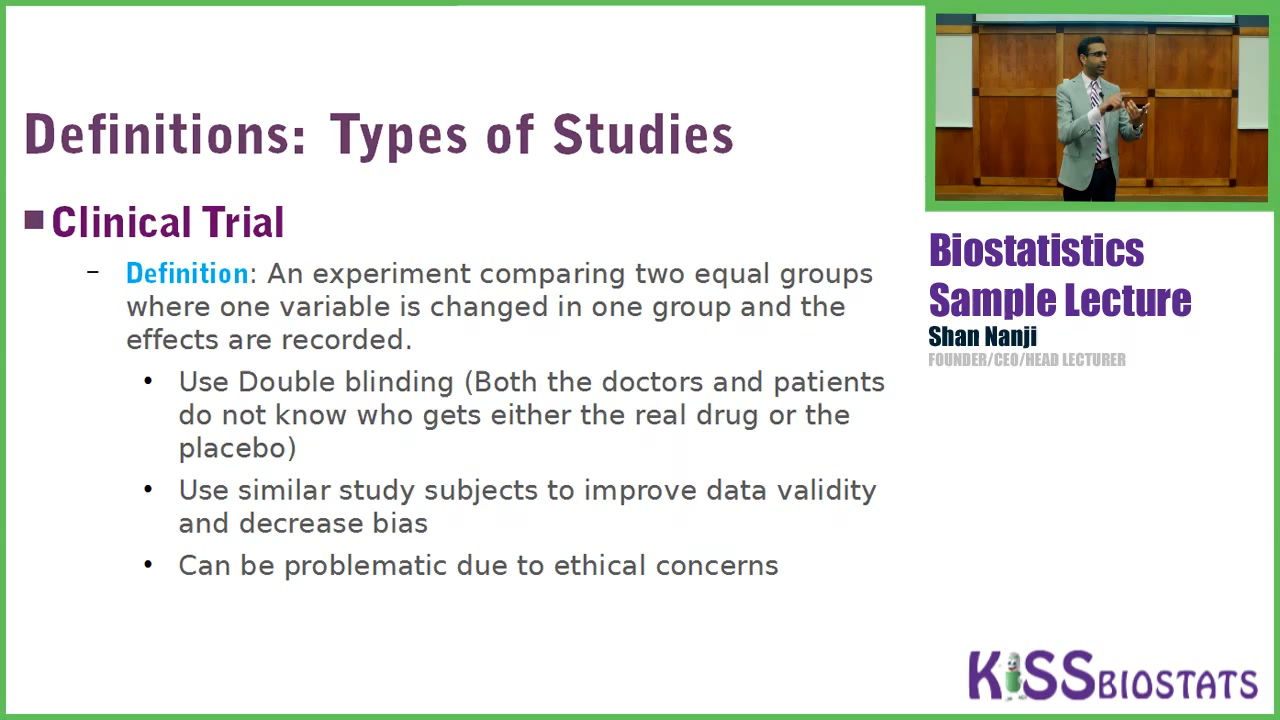 Definitions: Types of Studies
Clinical Trial
– Definition: An experiment comparing two equal groups
where one variable is changed in one group and the
effects are recorded.
• Use Double blinding (Both the doctors and patients
do not know who gets either the real drug or the
placebo)
• Use similar study subjects to improve data validity
and decrease bias
• Can be problematic due to ethical concerns
Biostatistics
Sample Lecture
Shan Nanji
FOUNDER/CEO/HEAD LECTURER
KiSSBIOSTATS